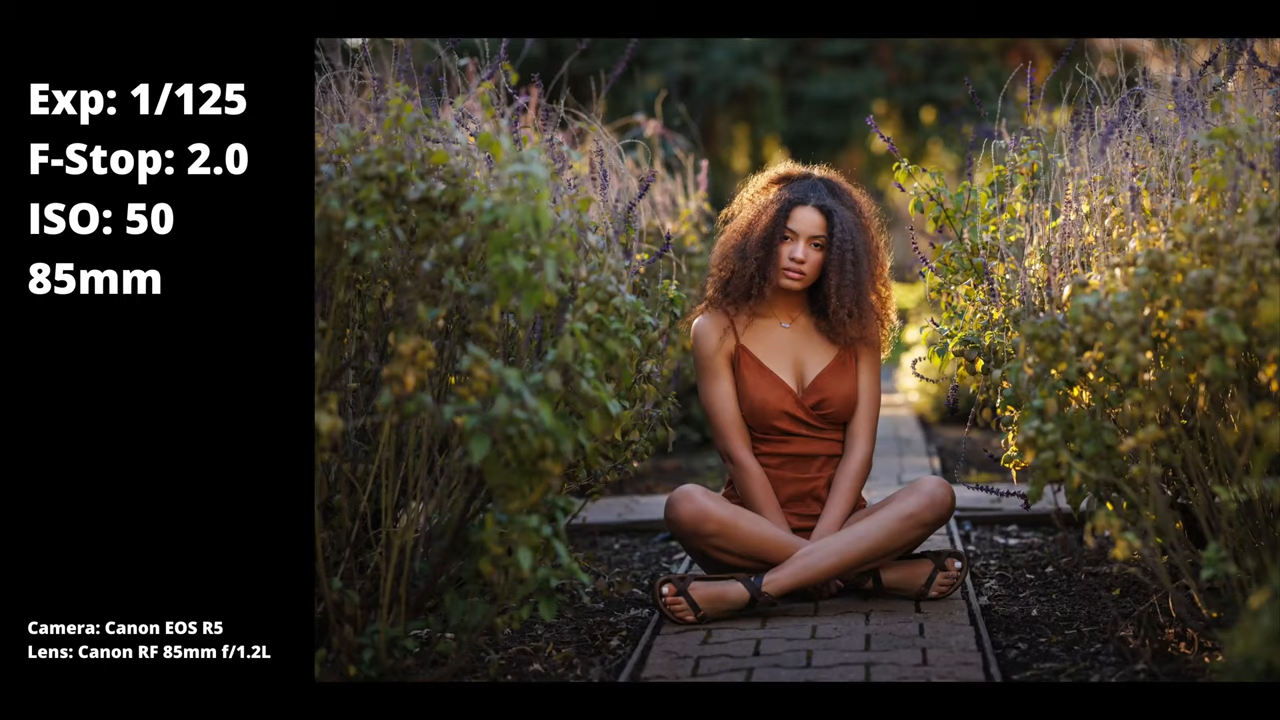 Exp: 1/125
F-Stop: 2.0
ISO: 50
85mm
Camera: Canon EOS R5
Lens: Canon RF 85mm f/1.2L